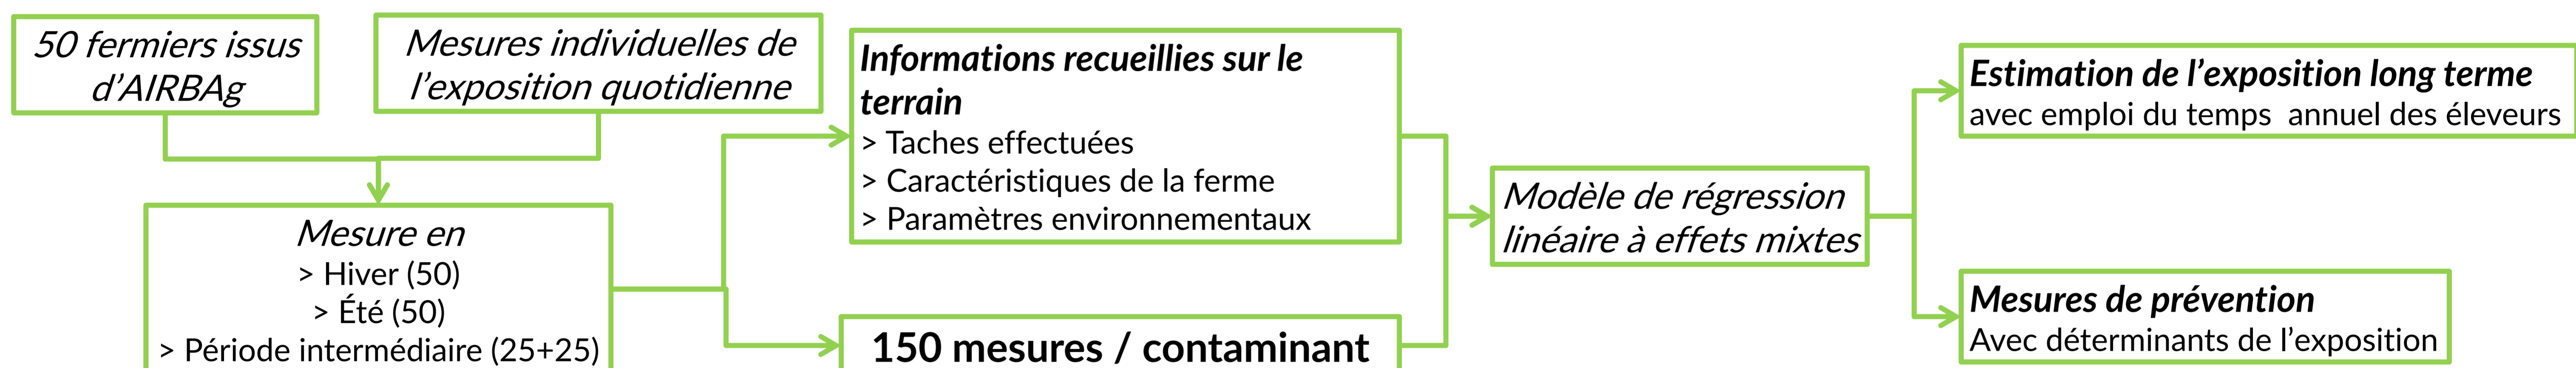 50 fermiers issus
d’AIRBAg
Mesures individuelles de
l’exposition quotidienne
Mesure en
> Hiver (50)
> Été (50)
> Période intermédiaire (25+25)
Informations recueillies sur le
terrain
> Taches effectuées
> Caractéristiques de la ferme
> Paramètres environnementaux
150 mesures / contaminant
Modèle de régression
linéaire à effets mixtes
Estimation de l’exposition long terme
avec emploi du temps  annuel des éleveurs
Mesures de prévention
Avec déterminants de l’exposition